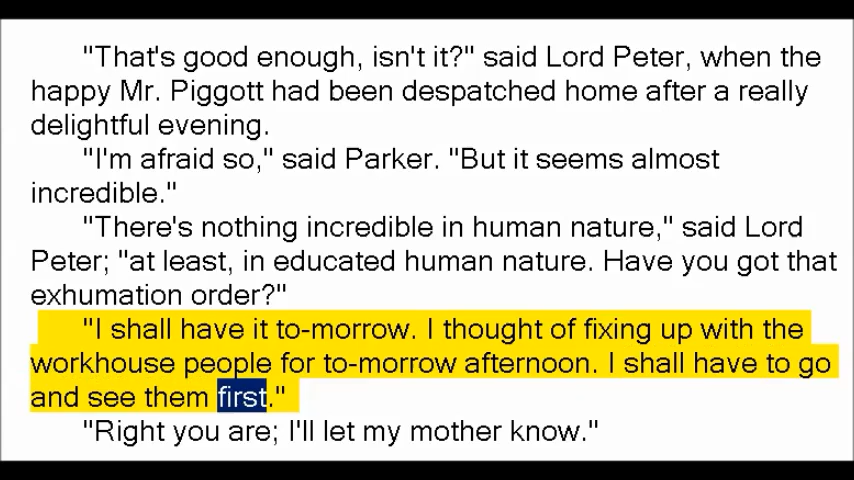 "That's good enough, isn't it?" said Lord Peter, when the
happy Mr. Piggott had been despatched home after a really
delightful evening.
"I'm afraid so," said Parker. "But it seems almost
incredible."
"There's nothing incredible in human nature," said Lord
Peter; "at least, in educated human nature. Have you got that
exhumation order?"
"I shall have it to-morrow. I thought of fixing up with the
workhouse people for to-morrow afternoon. I shall have to go
and see them first."
"Right you are; I'll let my mother know."